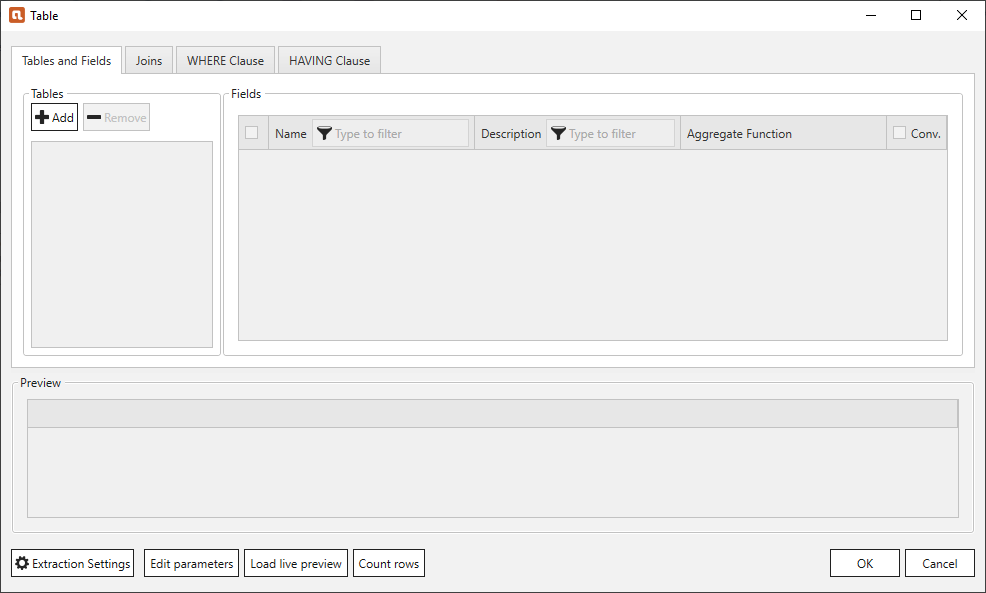 Table
Tables and Fields Joins WHERE Clause HAVING Clause
Tables
Add Remove
Fields
Name Type to filter Description Type to filter Aggregate Function Conv.
Preview
Extraction Settings Edit parameters Load live preview Count rows OK Cancel